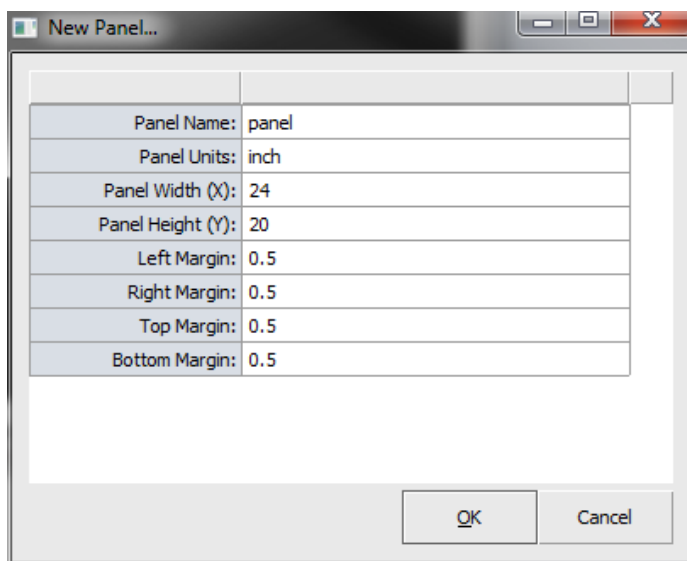 New Panel...
Panel Name: panel
Panel Units: inch
Panel Width (X): 24
Panel Height (Y): 20
Left Margin: 0.5
Right Margin: 0.5
Top Margin: 0.5
Bottom Margin: 0.5
OK Cancel